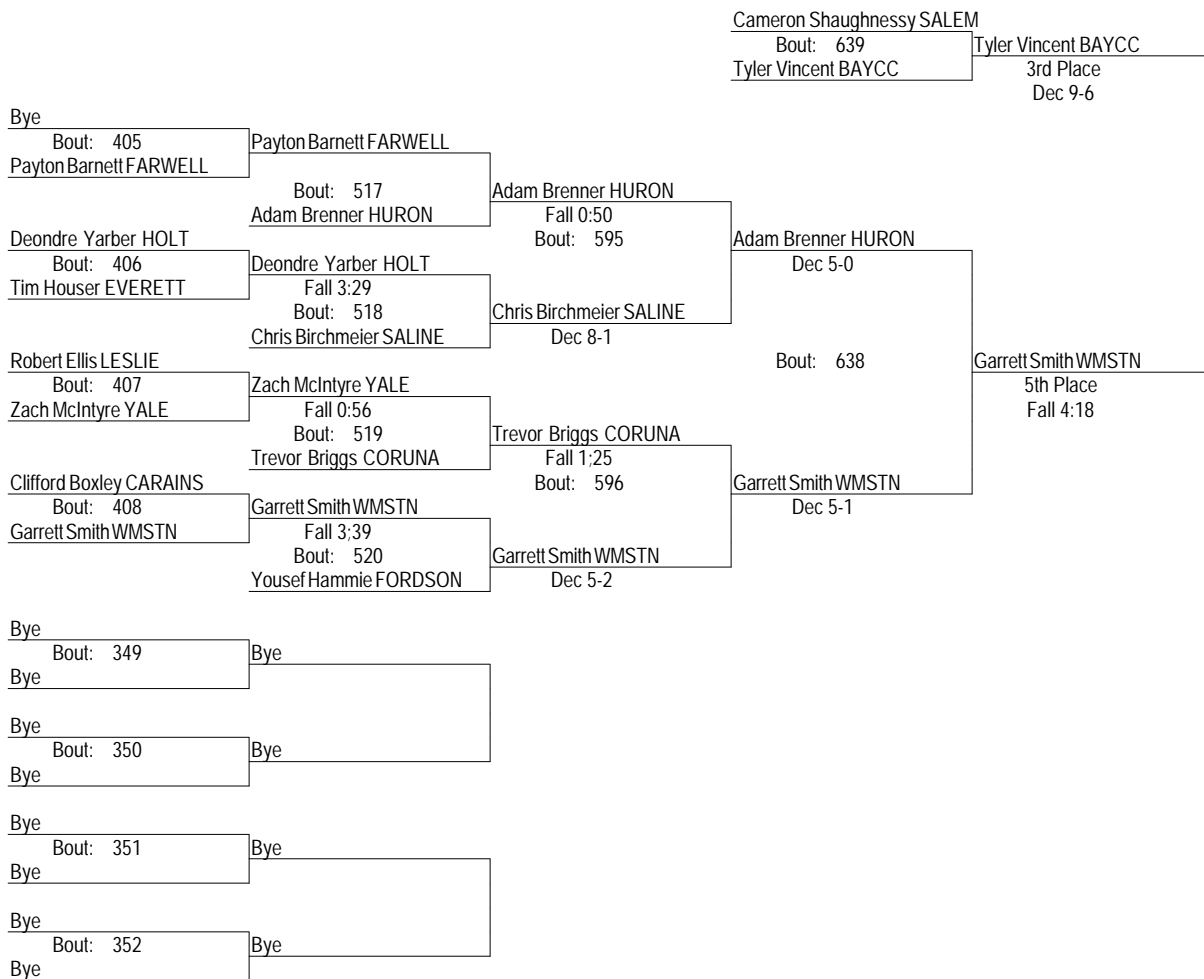 Cameron Shaughnessy SALEM
Bout: 639
Tyler Vincent BAYCC
Tyler Vincent BAYCC
3rd Place
Dec 9-6
Bye
Bout: 405
Payton Barnett FARWELL
Payton Barnett FARWELL
Bout: 517
Adam Brenner HURON
Adam Brenner HURON
Fall 0:50
Bout: 595
Deondre Yarber HOLT
Bout: 406
Tim Houser EVERETT
Deondre Yarber HOLT
Fall 3:29
Bout: 518
Chris Birchmeier SALINE
Chris Birchmeier SALINE
Dec 8-1
Adam Brenner HURON
Dec 5-0
Bout: 638
Garrett Smith WMSTN
5th Place
Fall 4:18
Robert Ellis LESLIE
Bout: 407
Zach McIntyre YALE
Zach McIntyre YALE
Fall 0:56
Bout: 519
Trevor Briggs CORUNA
Trevor Briggs CORUNA
Fall 1;25
Bout: 596
Clifford Boxley CARAINS
Bout: 408
Garrett Smith WMSTN
Garrett Smith WMSTN
Fall 3;39
Bout: 520
Yousef Hammie FORDSON
Garrett Smith WMSTN
Dec 5-2
Garrett Smith WMSTN
Dec 5-1
Bye
Bout: 349
Bye
Bye
Bye
Bout: 350
Bye
Bye
Bye
Bout: 351
Bye
Bye
Bye
Bout: 352
Bye
Bye